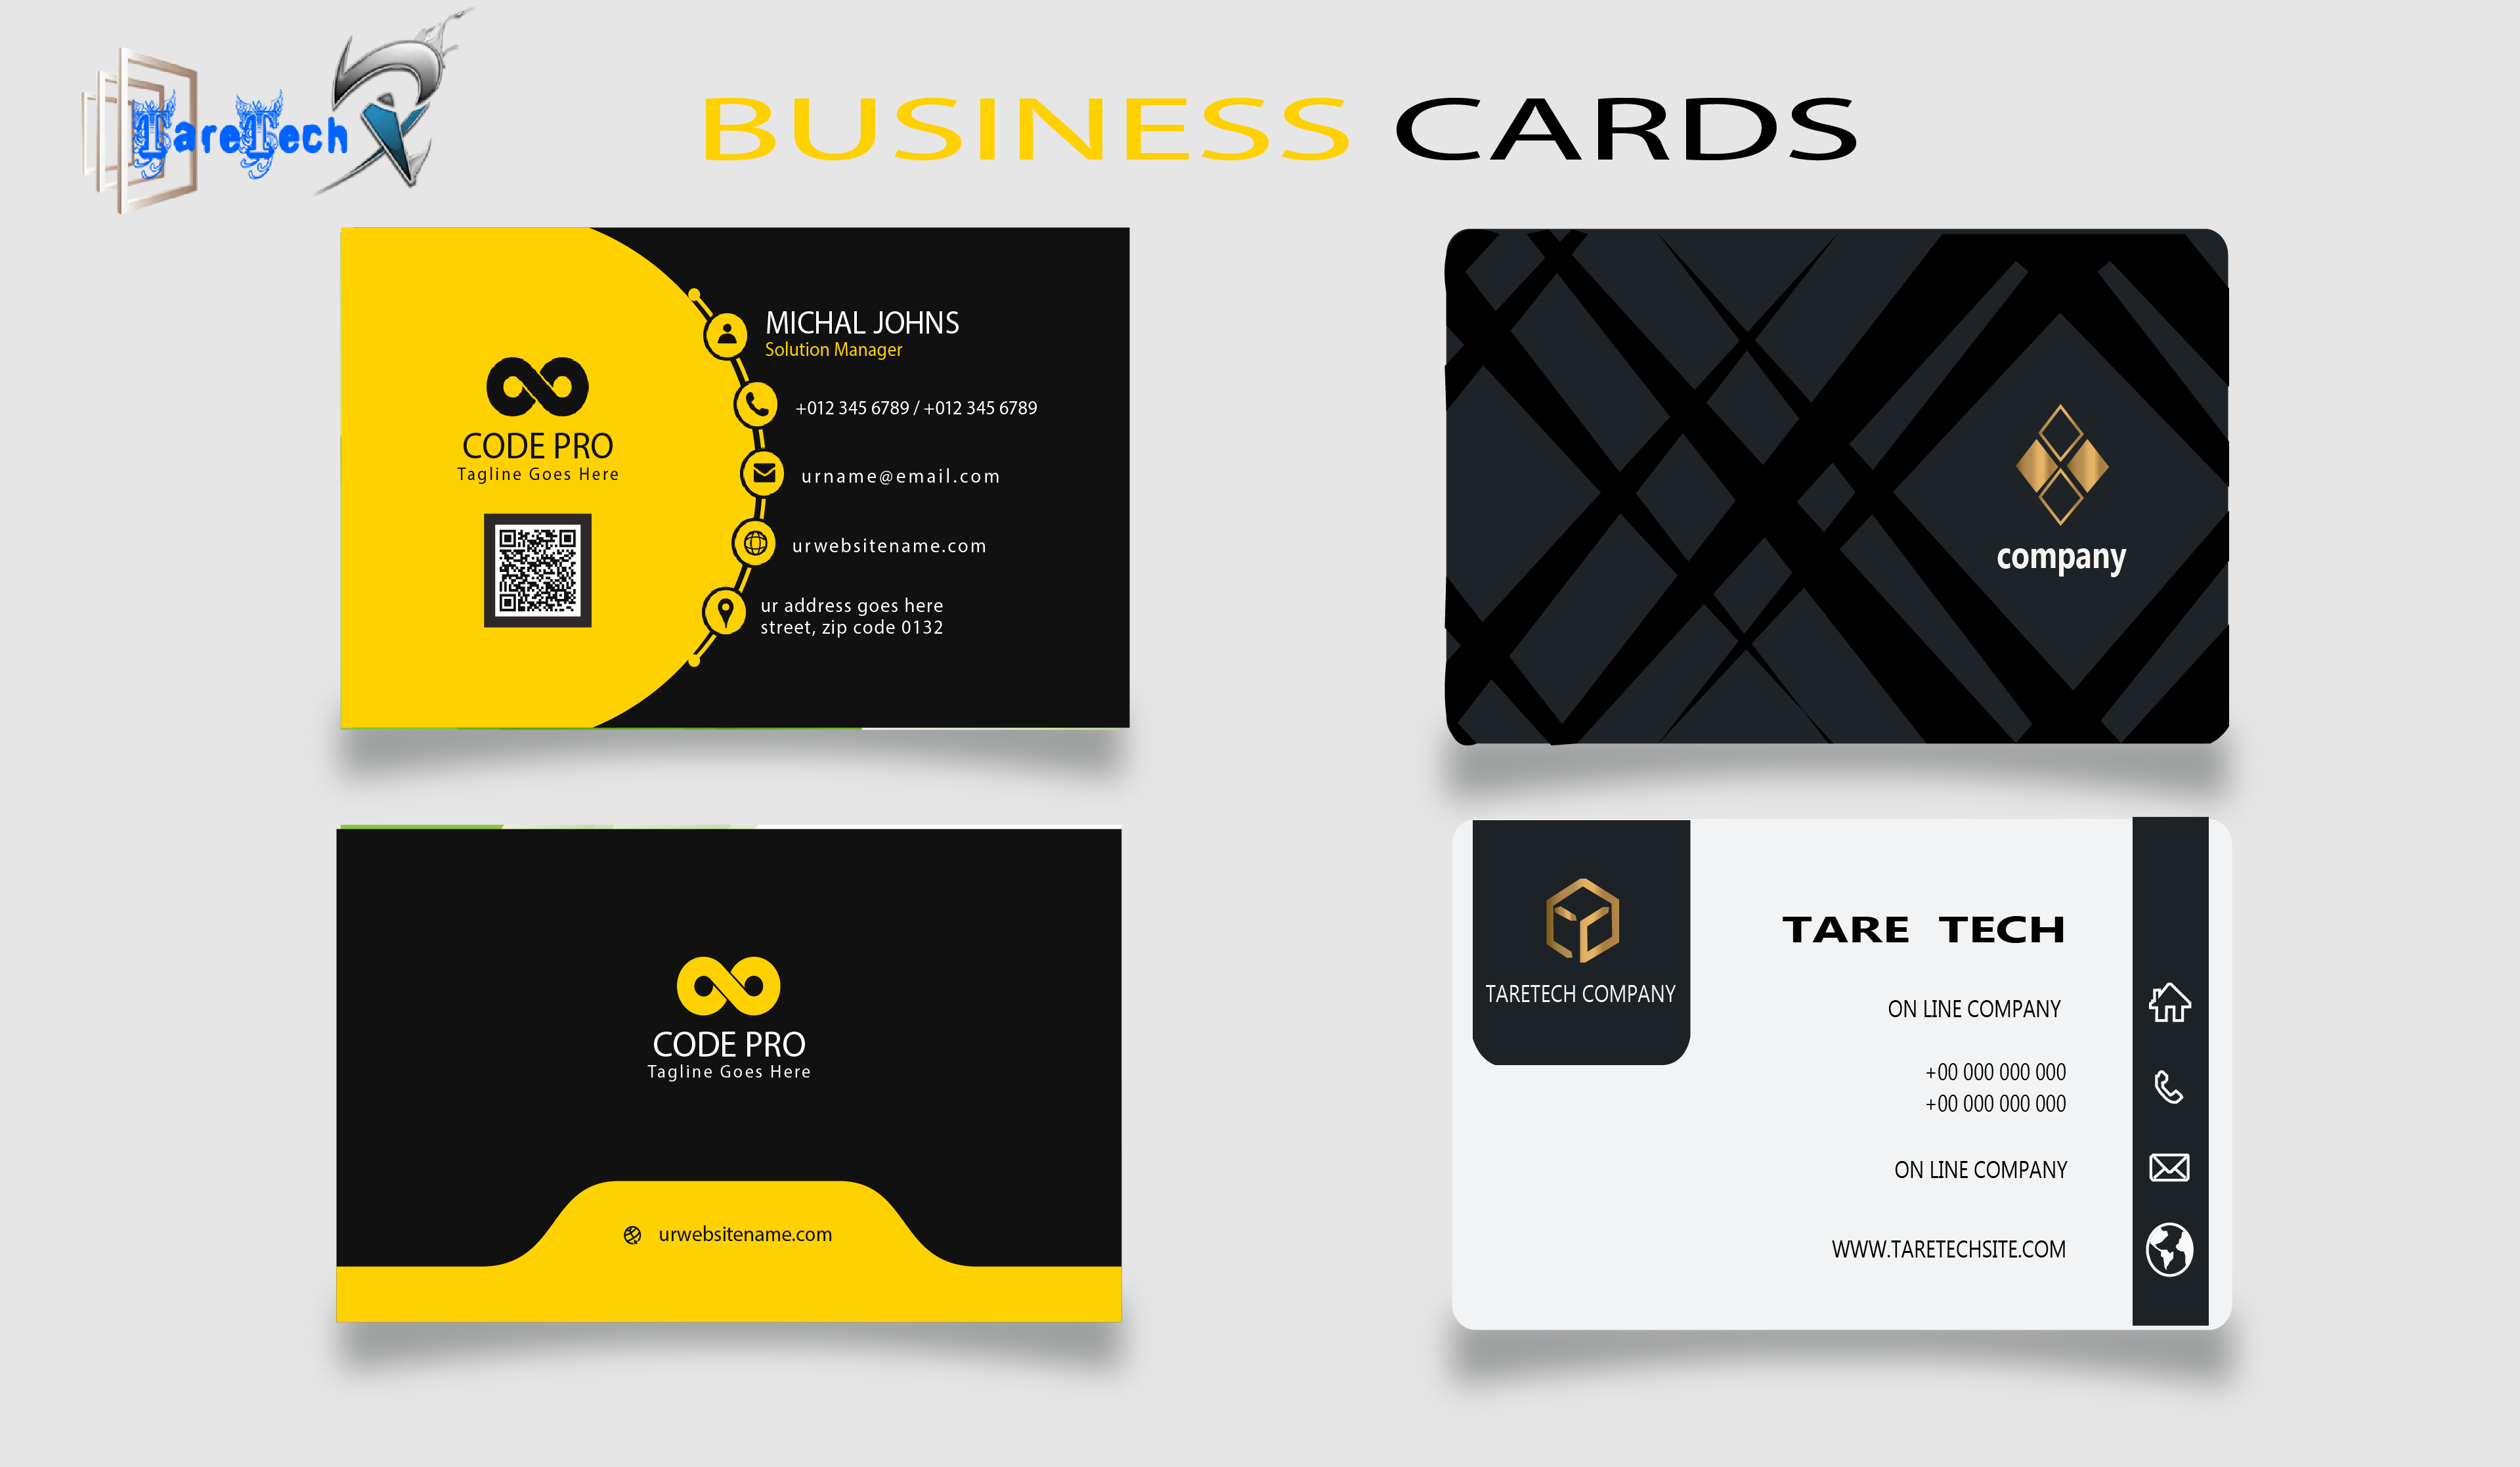 TareTech
BUSINESS CARDS
MICHAL JOHNS
Solution Manager
+012 345 6789 / +012 345 6789
urname@email.com
urwebsitename.com
ur address goes here
street, zip code 0132
CODE PRO
Tagline Goes Here
company
CODE PRO
Tagline Goes Here
urwebsitename.com
TARETECH COMPANY
TARE TECH
ON LINE COMPANY
+00 000 000 000
+00 000 000 000
ON LINE COMPANY
WWW.TARETECHSITE.COM